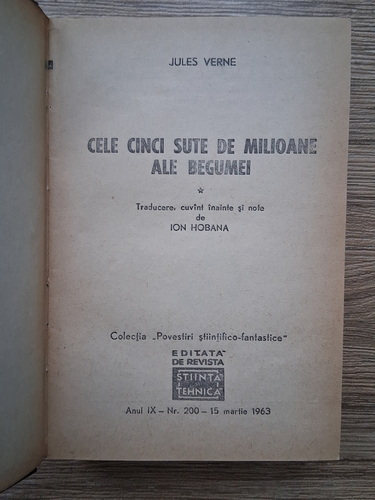 JULES VERNE
CELE CINCI SUTE DE MILIOANE
ALE BEGUMEI
★
Traducere, cuvînt înainte și note
de
ION HOBANA
Colecția „Povestiri științifico-fantastice"
EDITATĂ
DE REVISTA
ȘTIINȚĂ
TEHNICĂ
Anul IX — Nr. 200 — 15 martie 1963